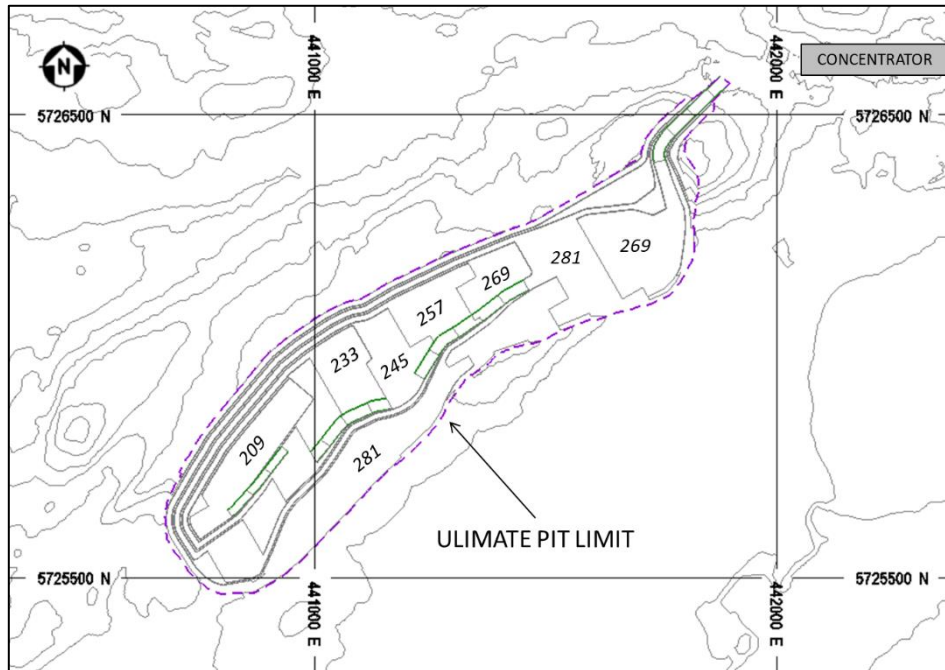 N
441000 E
442000 E
CONCENTRATOR
5726500 N
5726500 N
269
281
269
257
233
245
209
281
ULIMATE PIT LIMIT
5725500 N
5725500 N
441000 E
442000 E